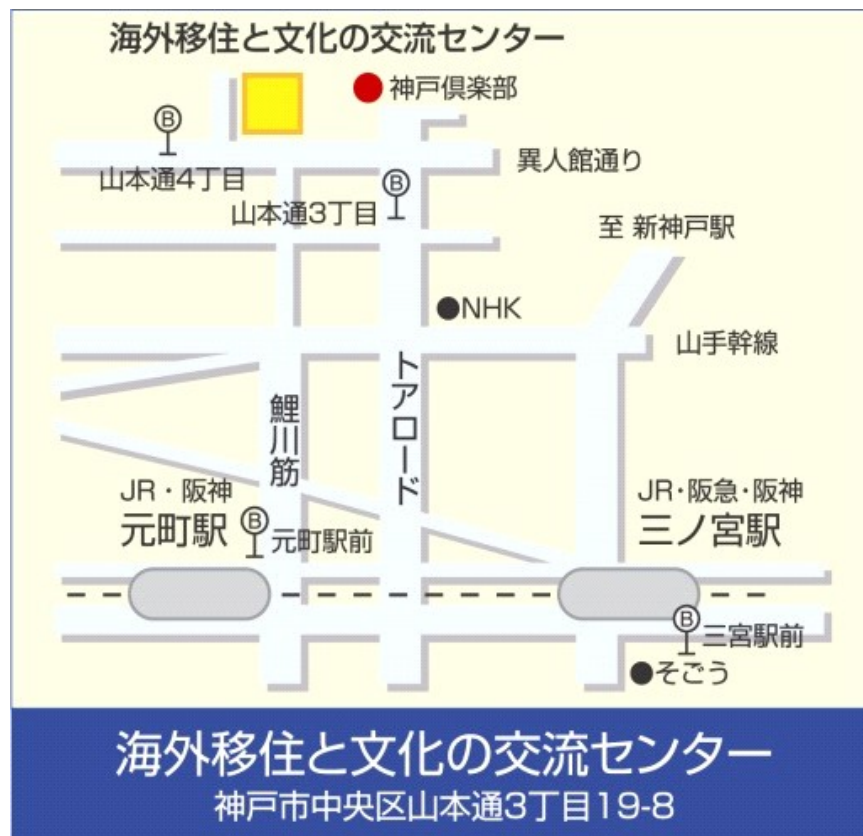 海外移住と文化の交流センター
神戸倶楽部
B
山本通4丁目
異人館通り
B
山本通3丁目
至 新神戸駅
NHK
山手幹線
トアロード
鯉川筋
JR・阪神
元町駅
B
元町駅前
JR・阪急・阪神
三ノ宮駅
B
三宮駅前
そごう
海外移住と文化の交流センター
神戸市中央区山本通3丁目19-8